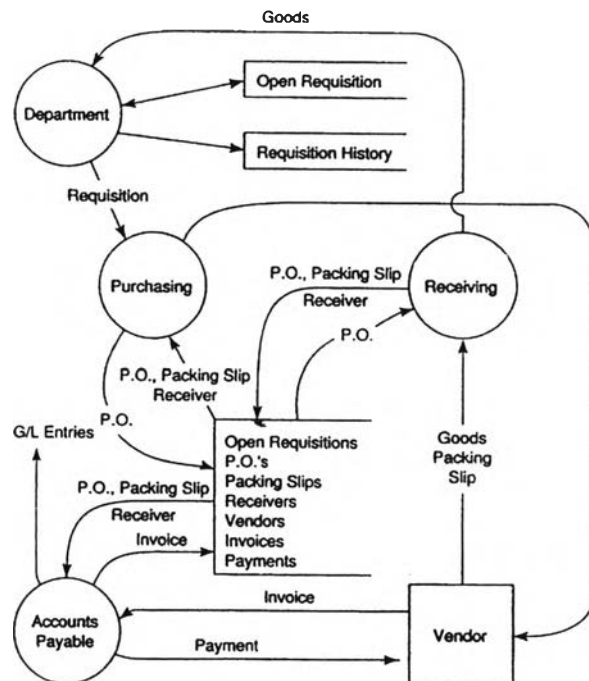 Goods
Open Requisition
Department
Requisition History
Requisition
P.O., Packing Slip
Purchasing
Receiver
Receiving
P.O.
P.O., Packing Slip
Receiver
P.O.
G/L Entries
Open Requisitions
P.O.'s
Packing Slips
Receivers
Vendors
Invoices
Payments
Goods
Packing
Slip
P.O., Packing Slip
Receiver
Invoice
Invoice
Accounts
Payable
Vendor
Payment